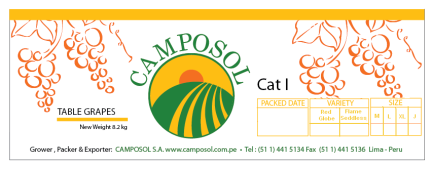 CAMPOSOL
Cat I
TABLE GRAPES
New Weight 8.2 kg
PACKED DATE VARIETY SIZE
Red Globe Flame Seedless M L XL J
Grower , Packer & Exporter: CAMPOSOL S.A. www.camposol.com.pe • Tel : (51 1) 441 5134 Fax (51 1) 441 5136 Lima - Peru